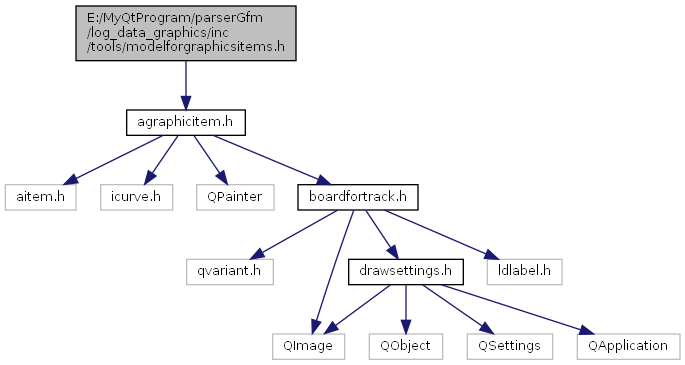 E:/MyQtProgram/parserGfm
/log_data_graphics/inc
/tools/modelforgraphicsitems.h
agraphicitem.h
aitem.h
icurve.h
QPainter
boardfortrack.h
qvariant.h
drawsettings.h
ldlabel.h
QImage
QObject
QSettings
QApplication